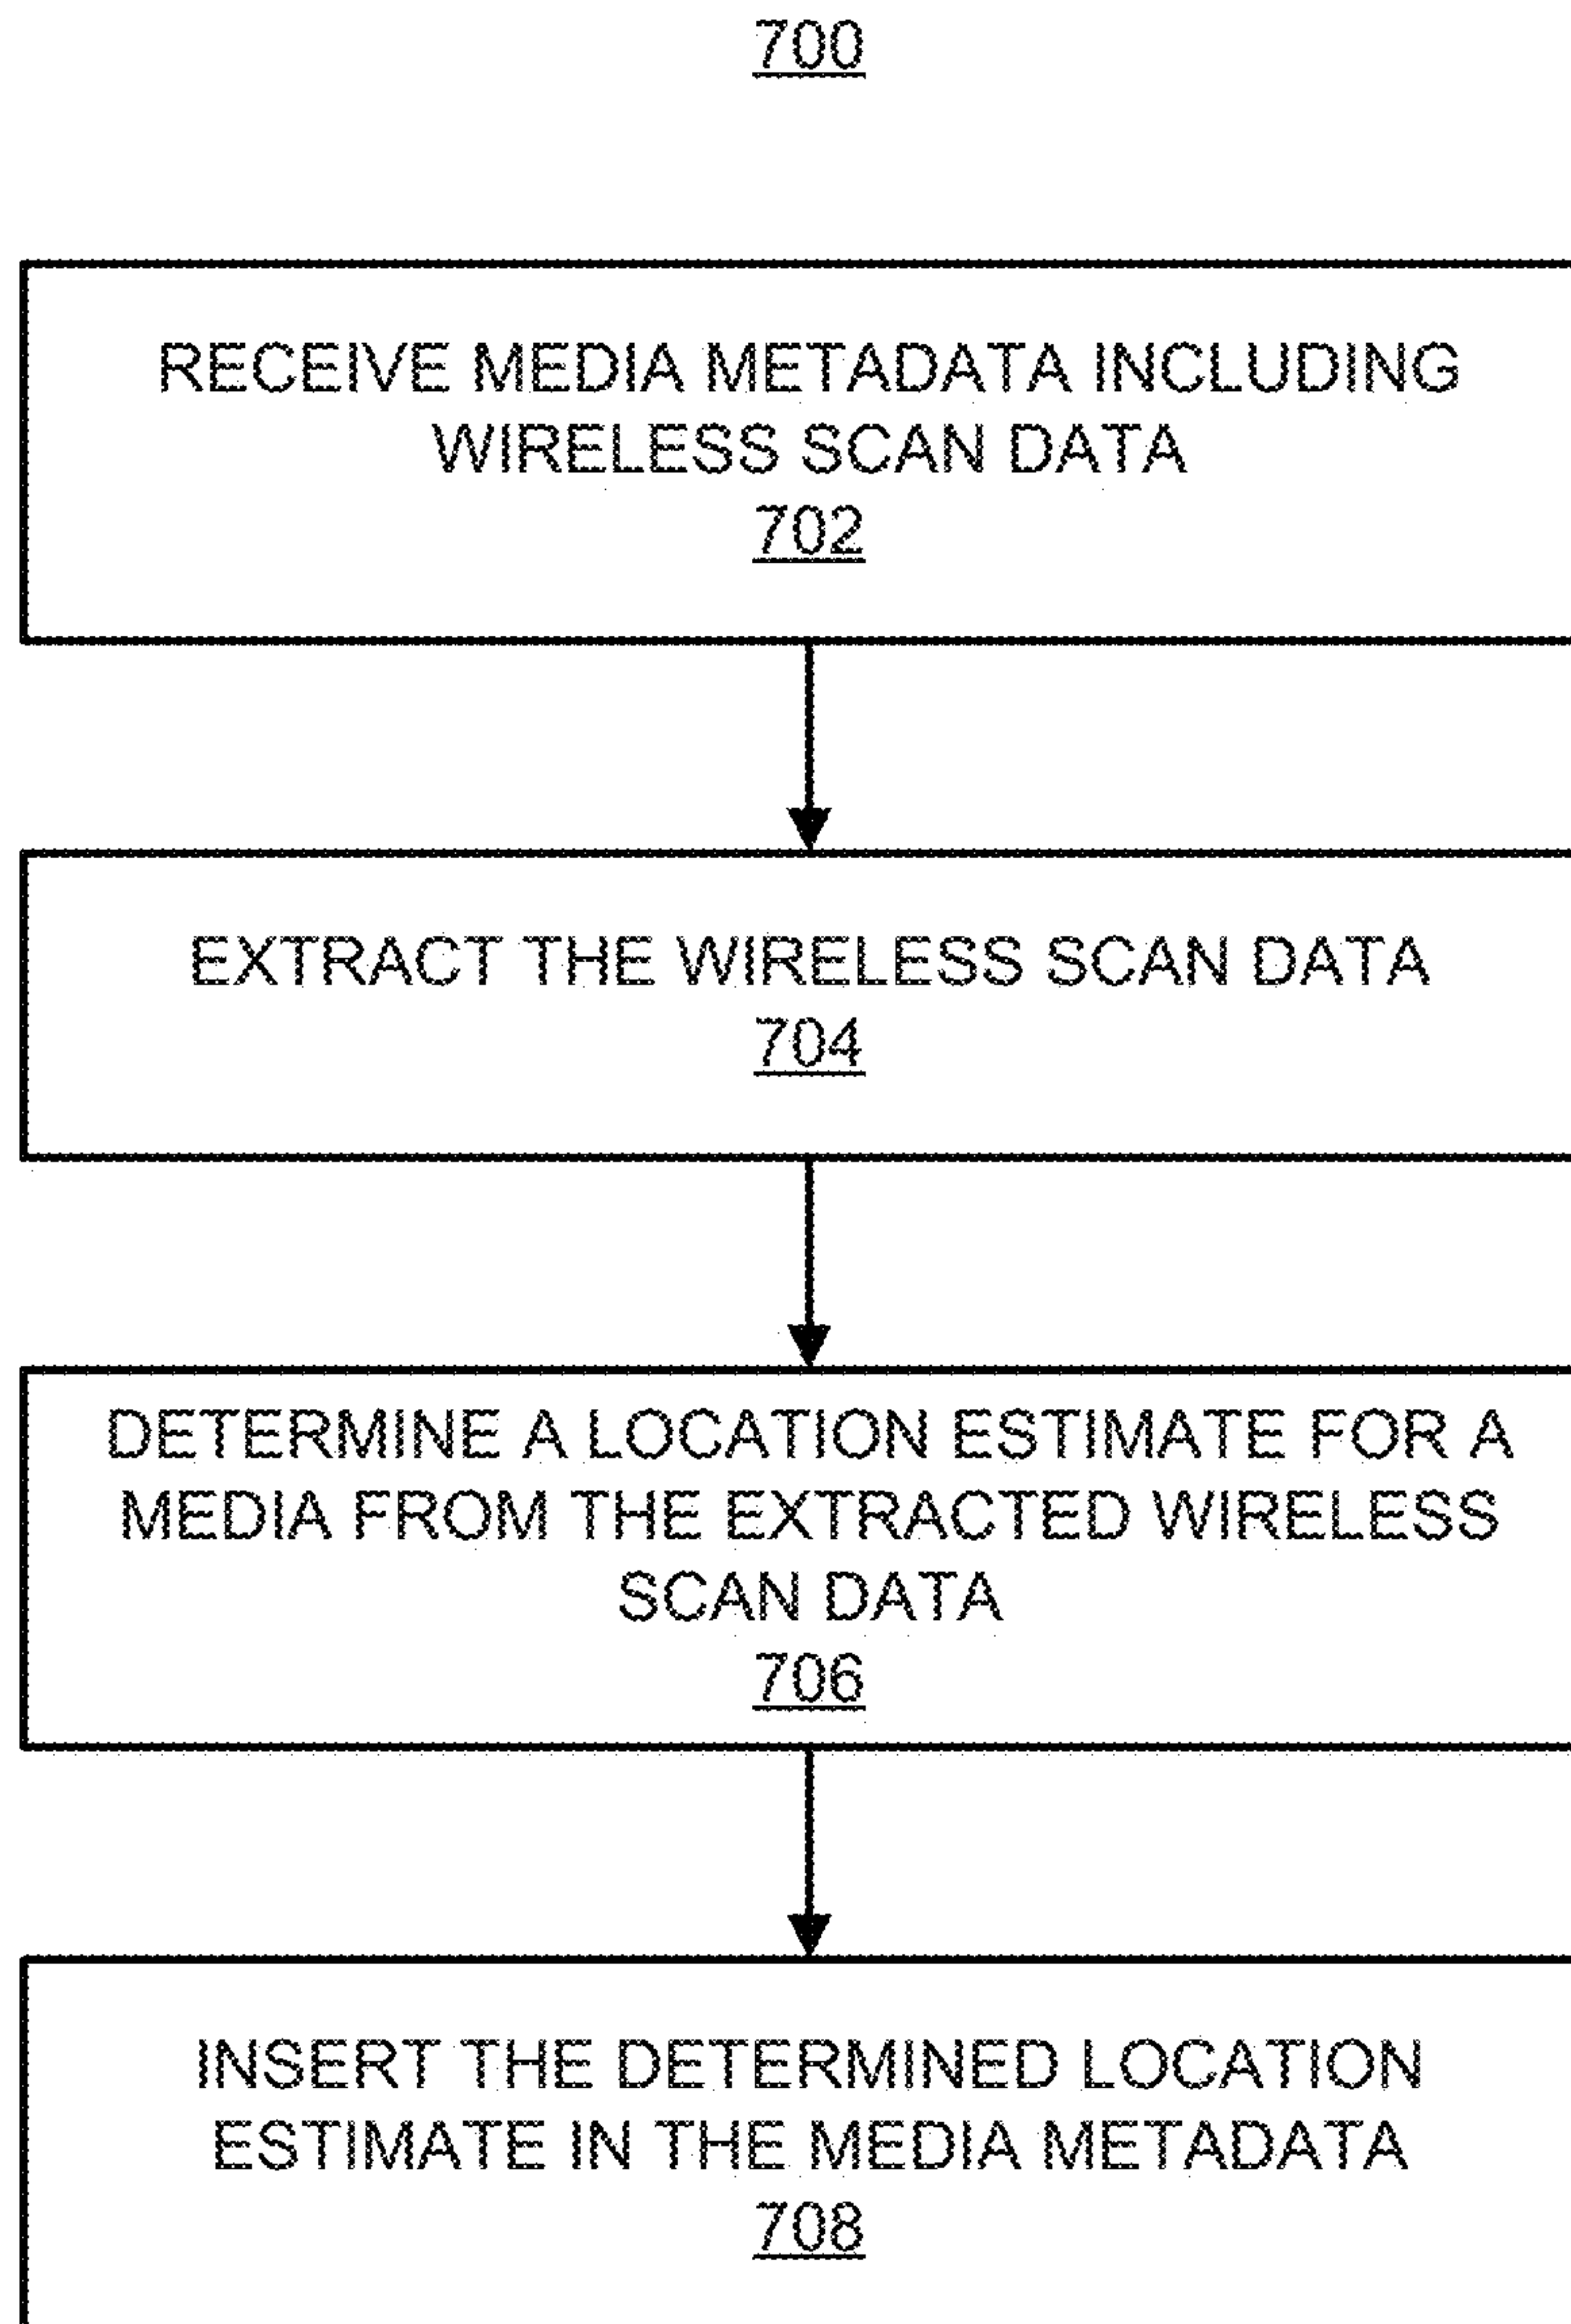 700
RECEIVE MEDIA METADATA INCLUDING
WIRELESS SCAN DATA
702
EXTRACT THE WIRELESS SCAN DATA
704
DETERMINE A LOCATION ESTIMATE FOR A
MEDIA FROM THE EXTRACTED WIRELESS
SCAN DATA
706
INSERT THE DETERMINED LOCATION
ESTIMATE IN THE MEDIA METADATA
708